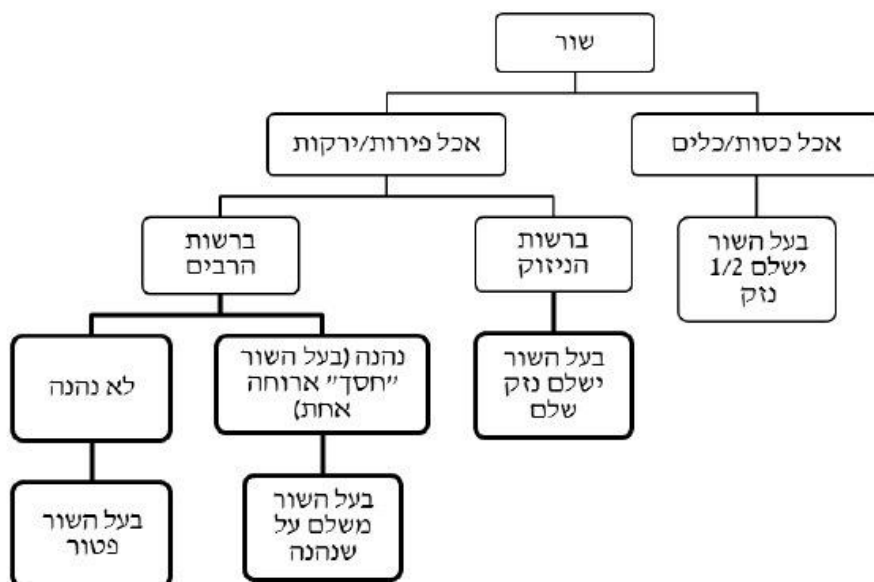 שור
אכל כסות/כלים
אכל פירות/ירקות
בעל השור
ישלם 1/2
נזק
ברשות
הניזוק
ברשות
הרבים
בעל השור
ישלם נזק
שלם
נהנה (בעל השור
"חסך" ארוחה
אחת)
לא נהנה
בעל השור
משלם על
שנהנה
בעל השור
פטור